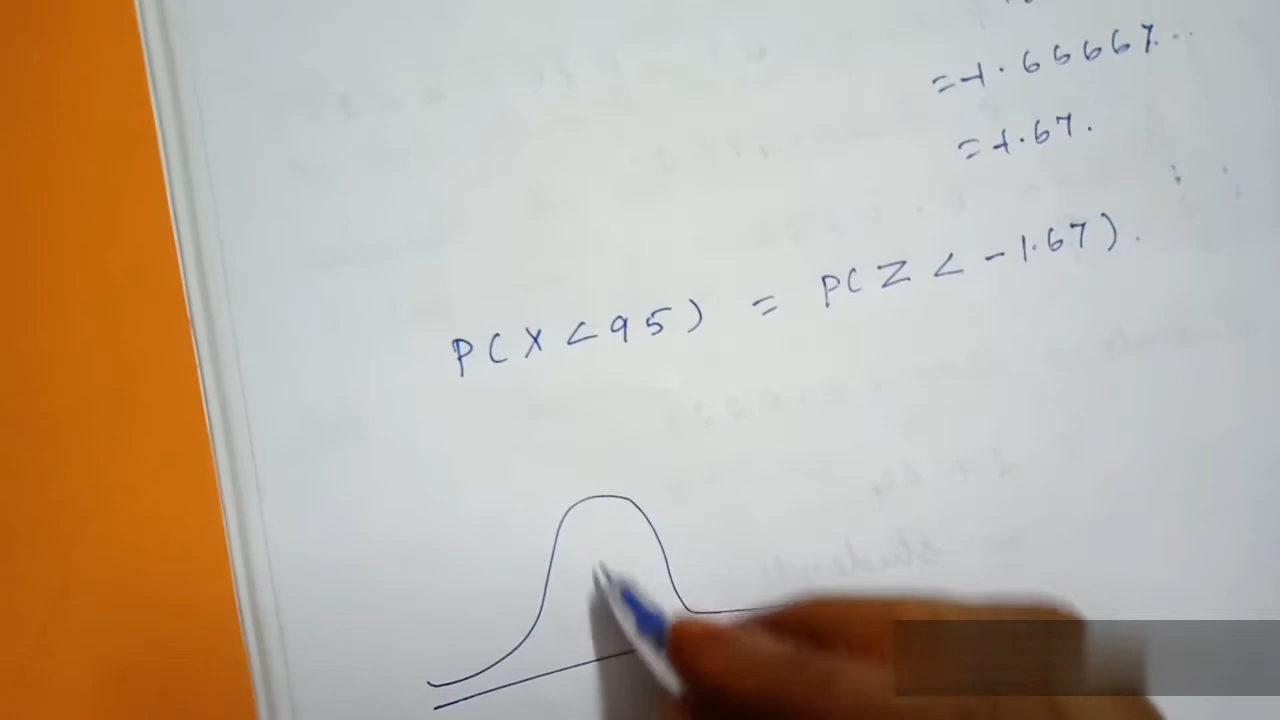 = -1.66667...
= -1.67.
P(X < 95) = P(Z < -1.67).